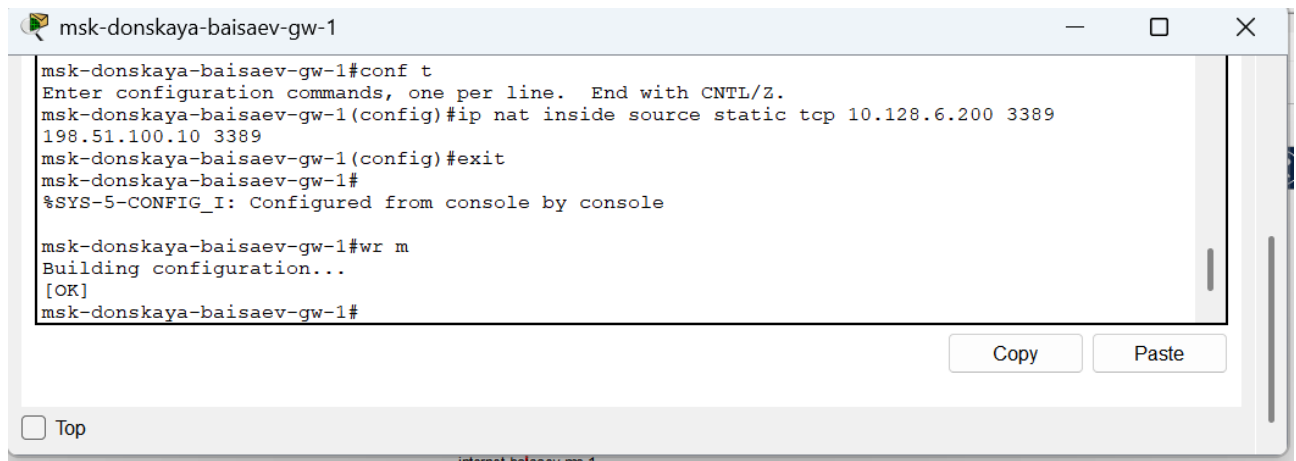 msk-donskaya-baisaev-gw-1
msk-donskaya-baisaev-gw-1#conf t
Enter configuration commands, one per line.  End with CNTL/Z.
msk-donskaya-baisaev-gw-1(config)#ip nat inside source static tcp 10.128.6.200 3389
198.51.100.10 3389
msk-donskaya-baisaev-gw-1(config)#exit
msk-donskaya-baisaev-gw-1#
%SYS-5-CONFIG_I: Configured from console by console
msk-donskaya-baisaev-gw-1#wr m
Building configuration...
[OK]
msk-donskaya-baisaev-gw-1#
Copy
Paste
Top